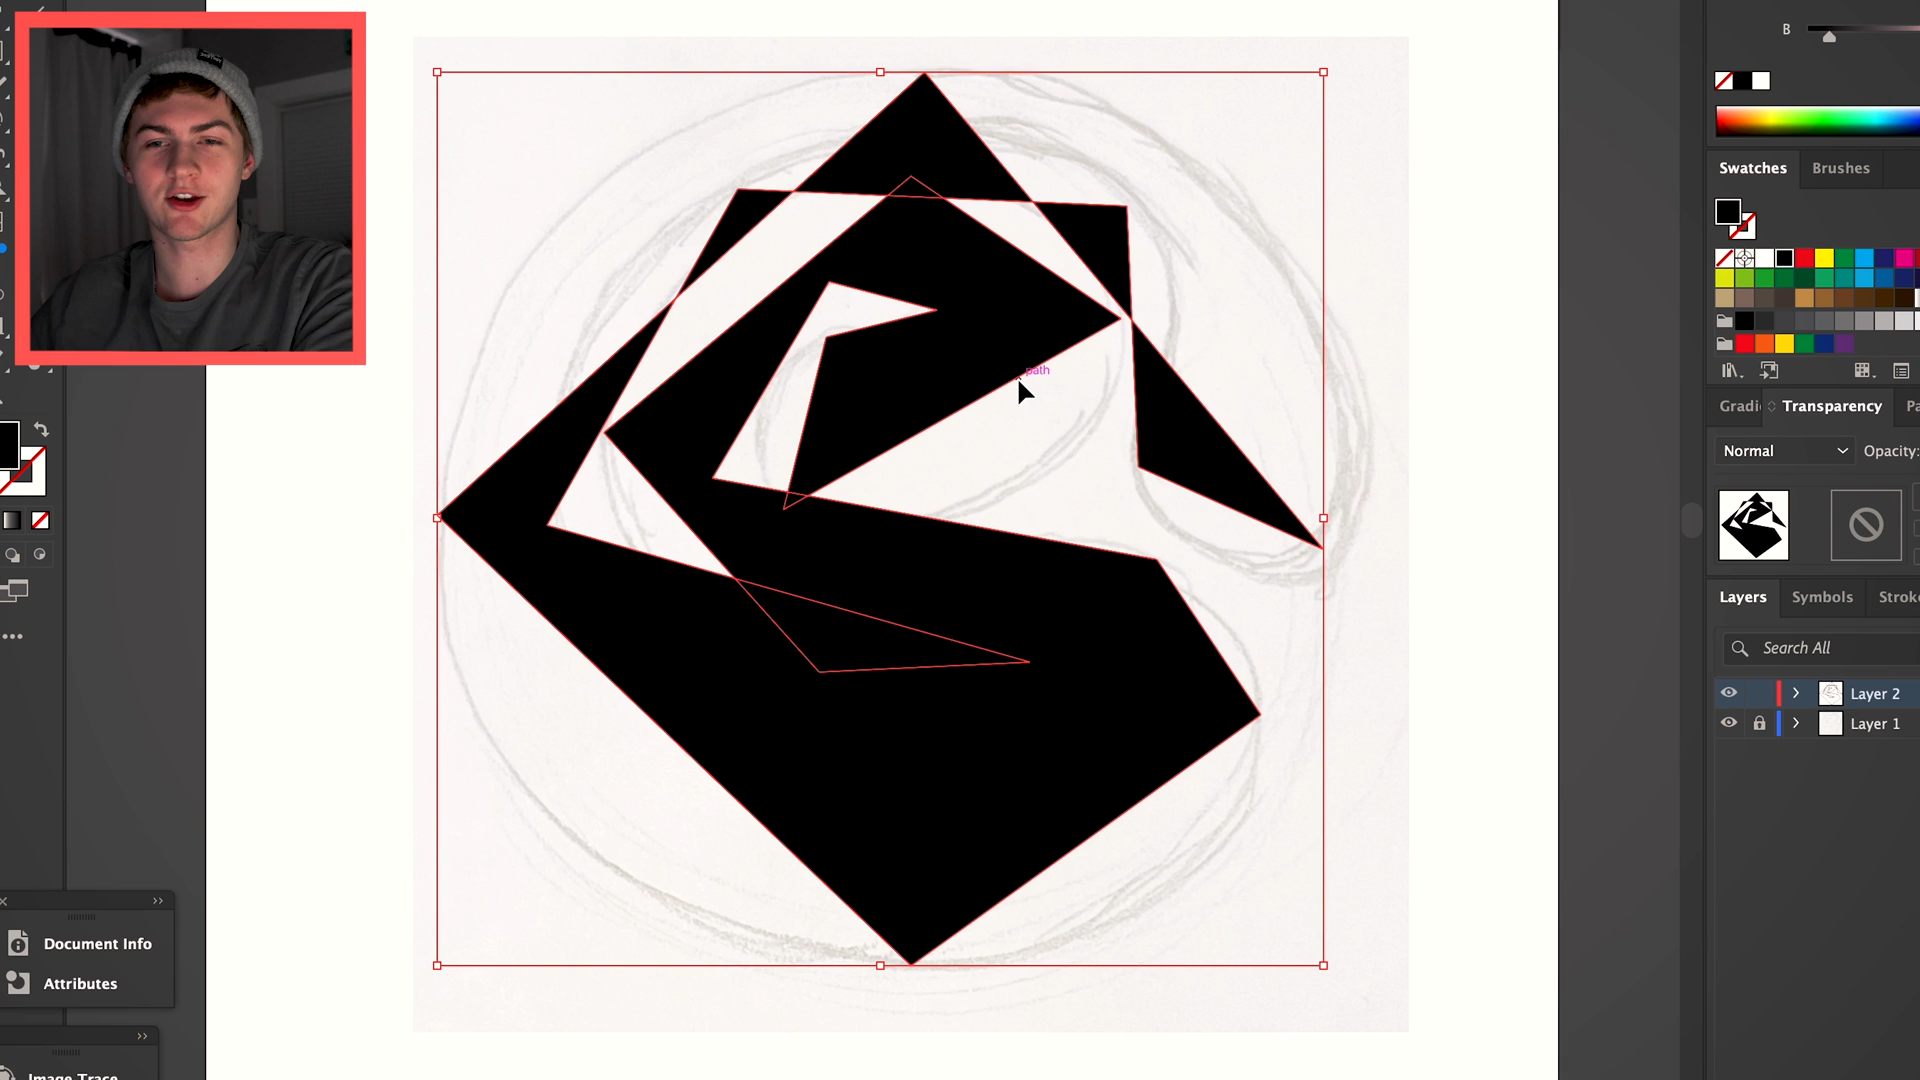 B
Swatches Brushes
path
Gradi Transparency Pa
Normal Opacity:
Layers Symbols Stroke
Search All
Layer 2
Layer 1
Document Info
Attributes
Image Trace